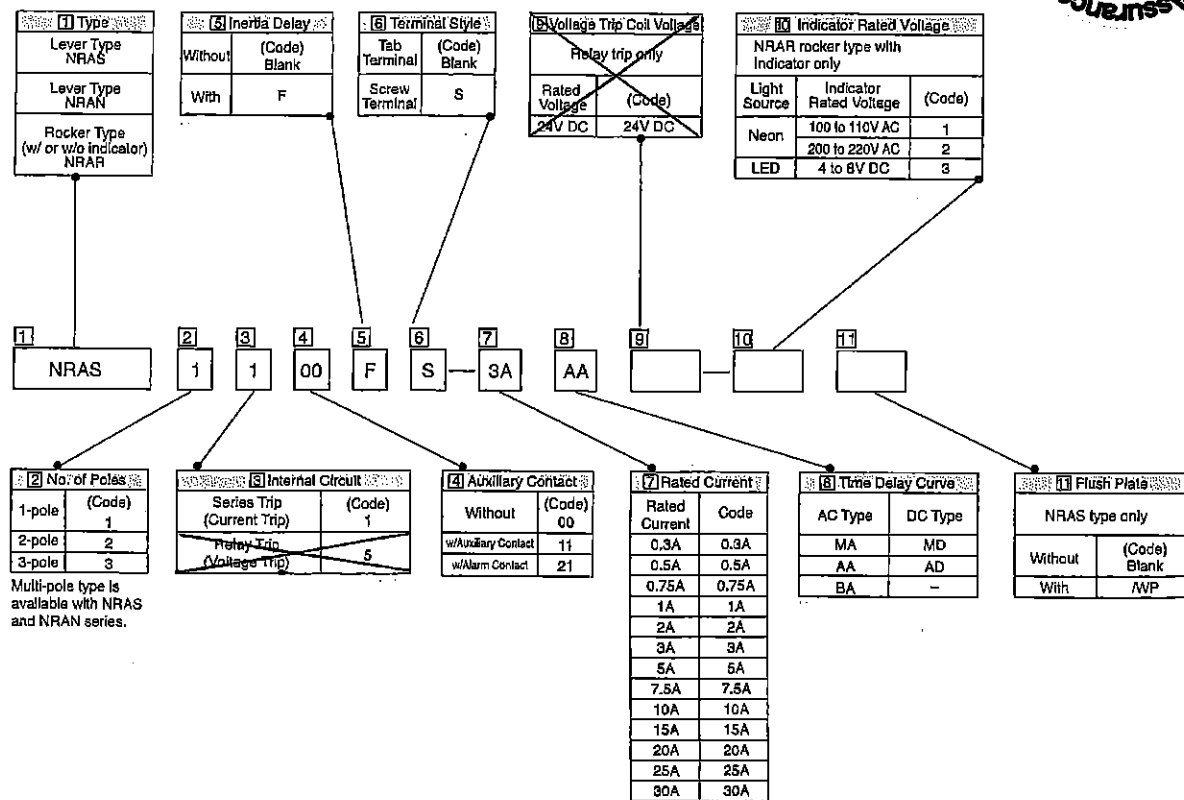 1 Type
Lever Type
NRAS
Lever Type
NRAN
Rocker Type
(w/ or w/o indicator)
NRAR
5 Inertia Delay
Without (Code) Blank
With F
6 Terminal Style
Tab Terminal (Code) Blank
Screw Terminal S
9 Voltage Trip Coil Voltage
Relay trip only
Rated Voltage (Code)
24V DC 24V DC
10 Indicator Rated Voltage
NRAR rocker type with
Indicator only
Light Source Indicator Rated Voltage (Code)
Neon 100 to 110V AC 1
200 to 220V AC 2
LED 4 to 8V DC 3
1 2 3 4 5 6 7 8 9 10 11
NRAS 1 1 00 F S — 3A AA —
2 No. of Poles
1-pole (Code) 1
2-pole 2
3-pole 3
Multi-pole type is
available with NRAS
and NRAN series.
3 Internal Circuit
Series Trip (Current Trip) (Code) 1
Relay Trip (Voltage Trip) 5
4 Auxiliary Contact
Without (Code) 00
w/Auxiliary Contact 11
w/Alarm Contact 21
7 Rated Current
Rated Current Code
0.3A 0.3A
0.5A 0.5A
0.75A 0.75A
1A 1A
2A 2A
3A 3A
5A 5A
7.5A 7.5A
10A 10A
15A 15A
20A 20A
25A 25A
30A 30A
8 Time Delay Curve
AC Type DC Type
MA MD
AA AD
BA –
11 Flush Plate
NRAS type only
Without (Code) Blank
With /WP